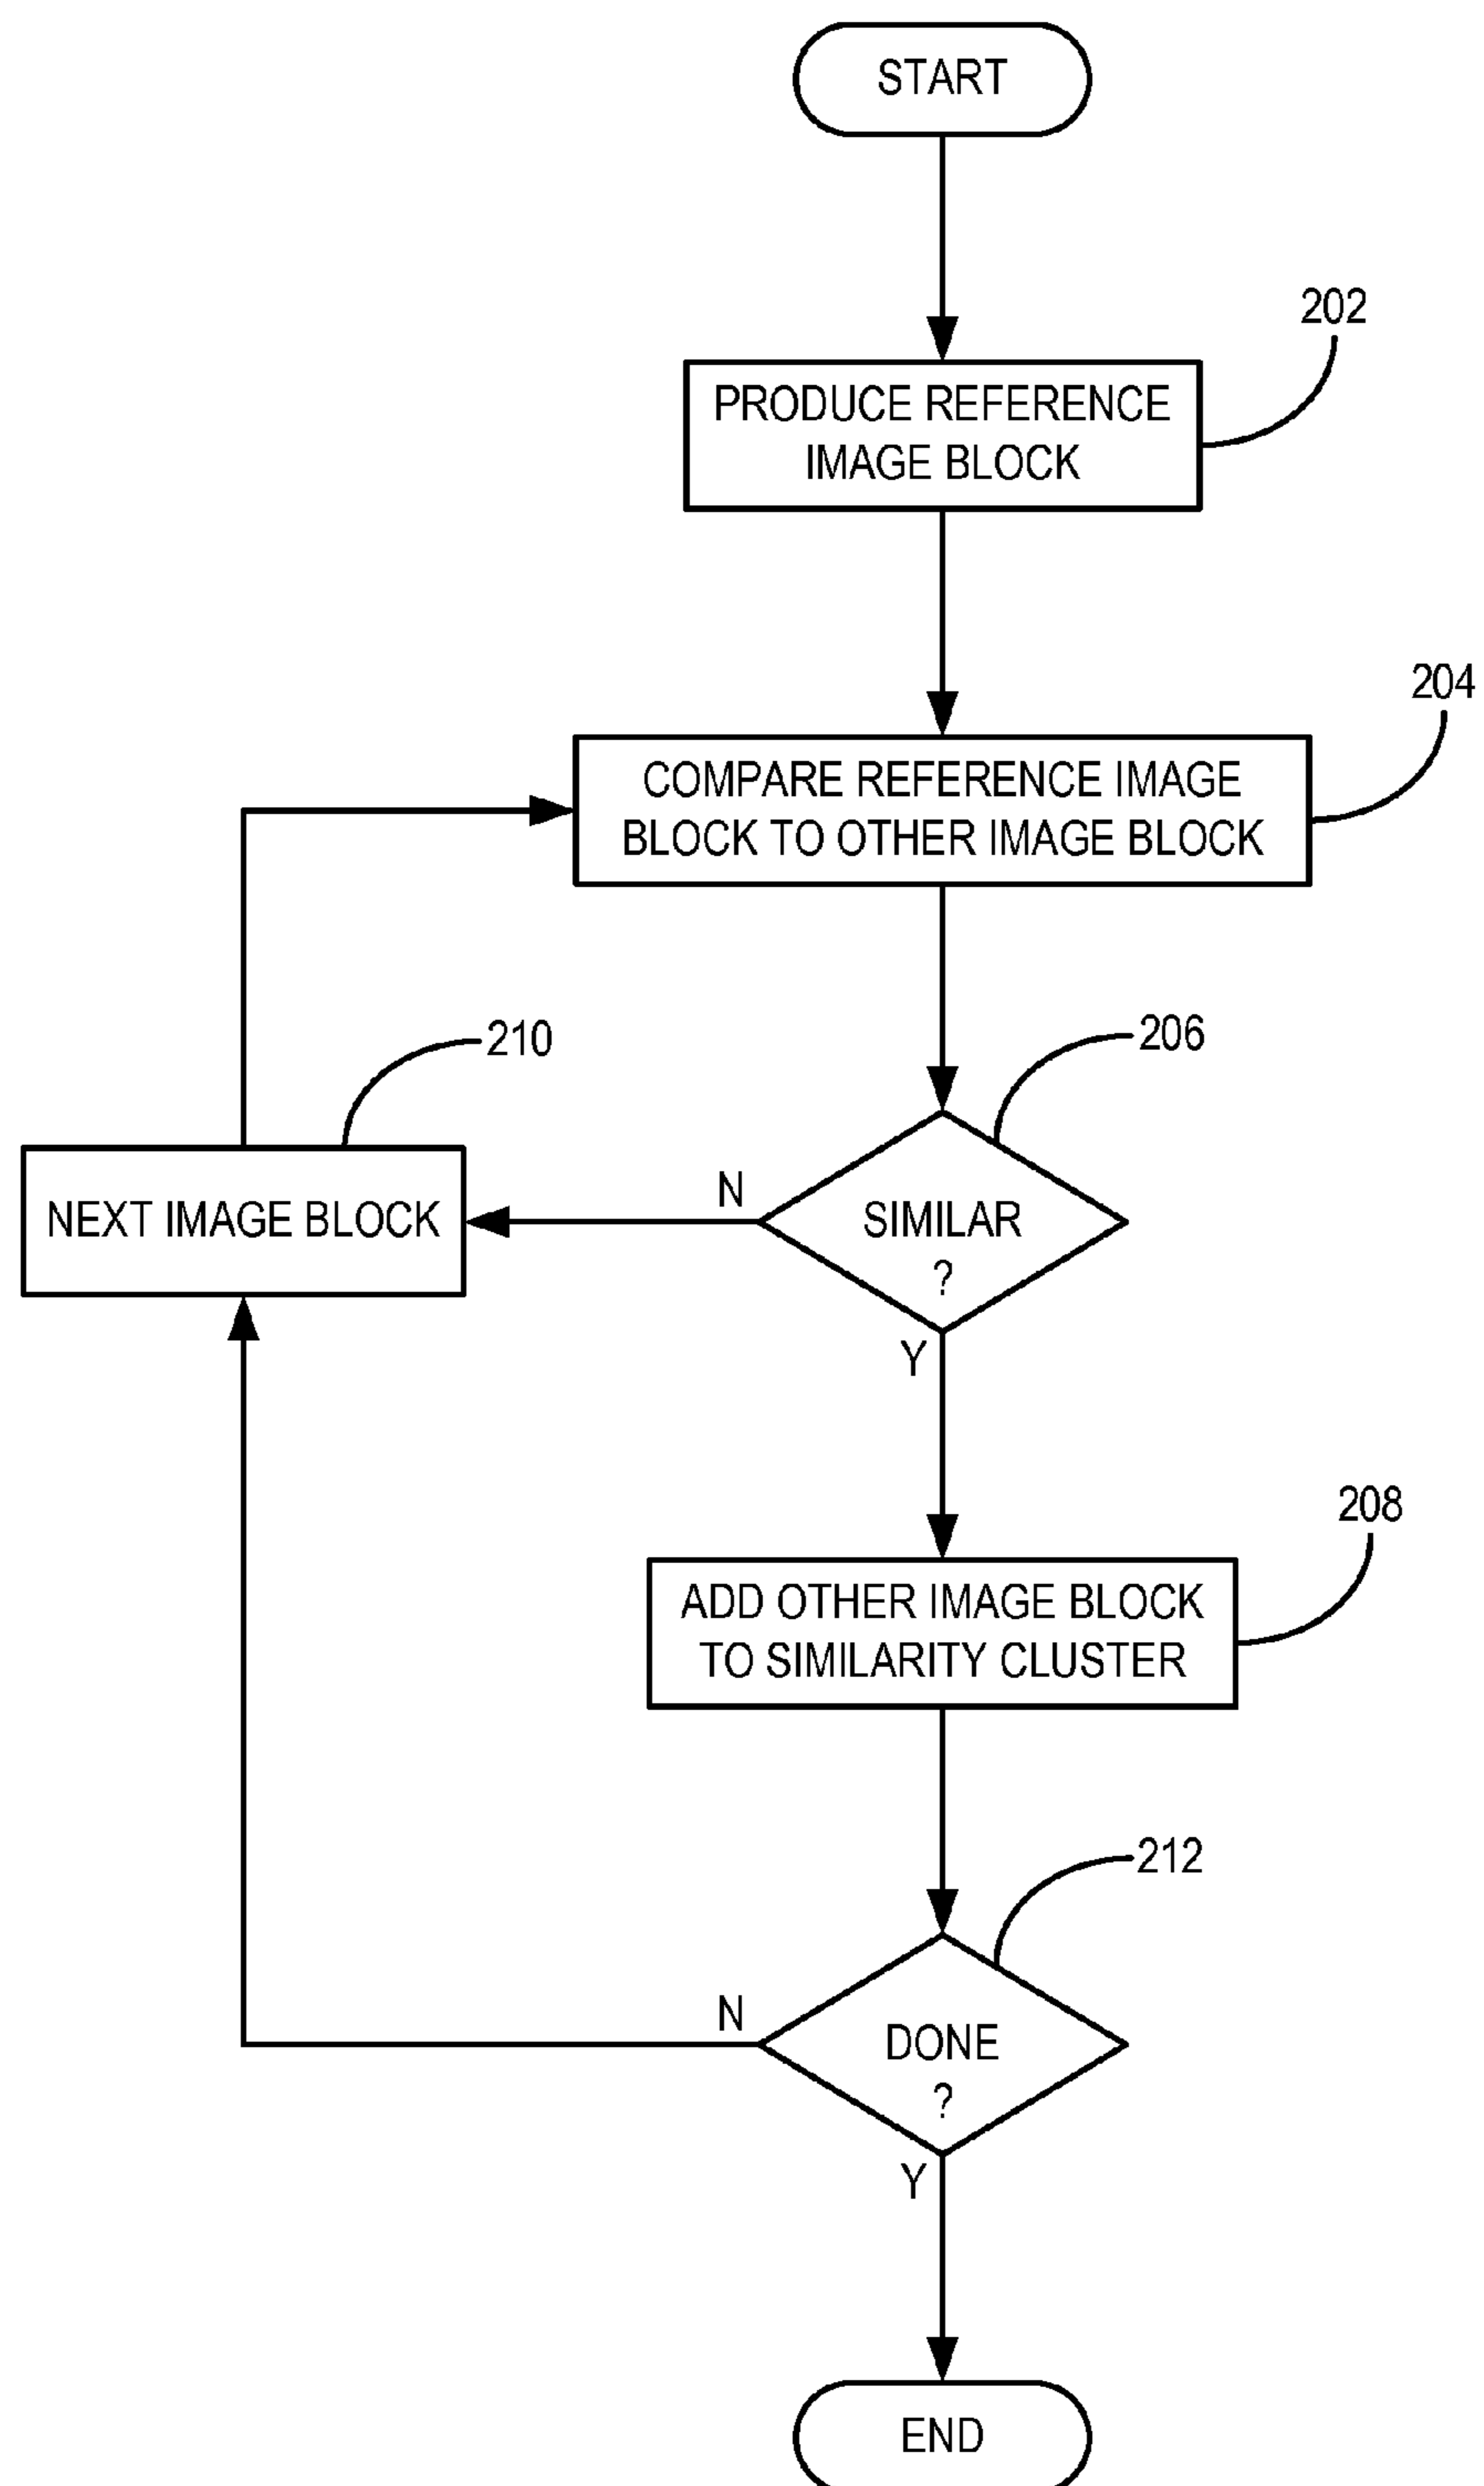 START
202
PRODUCE REFERENCE
IMAGE BLOCK
204
COMPARE REFERENCE IMAGE
BLOCK TO OTHER IMAGE BLOCK
210
206
NEXT IMAGE BLOCK
N
SIMILAR
?
Y
208
ADD OTHER IMAGE BLOCK
TO SIMILARITY CLUSTER
212
N
DONE
?
Y
END